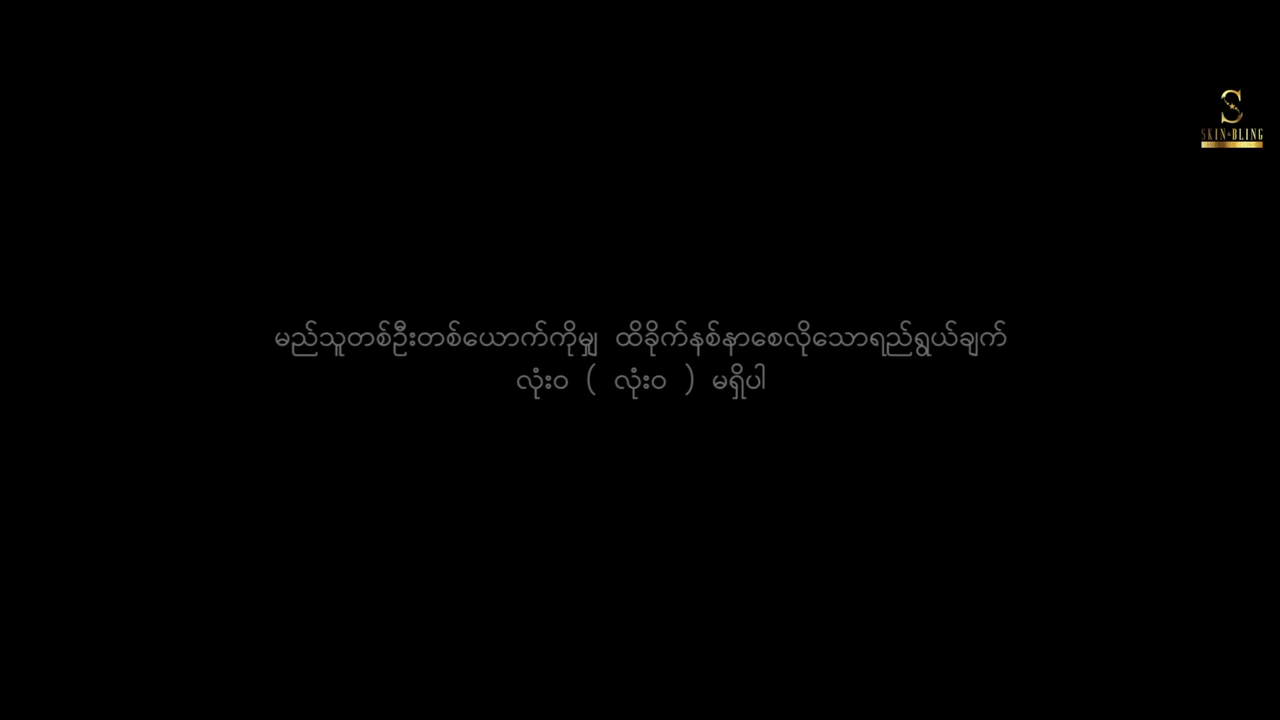 S
SKIN BLING
မည်သူတစ်ဦးတစ်ယောက်ကိုမျှ ထိခိုက်နစ်နာစေလိုသောရည်ရွယ်ချက်
လုံးဝ ( လုံးဝ ) မရှိပါ